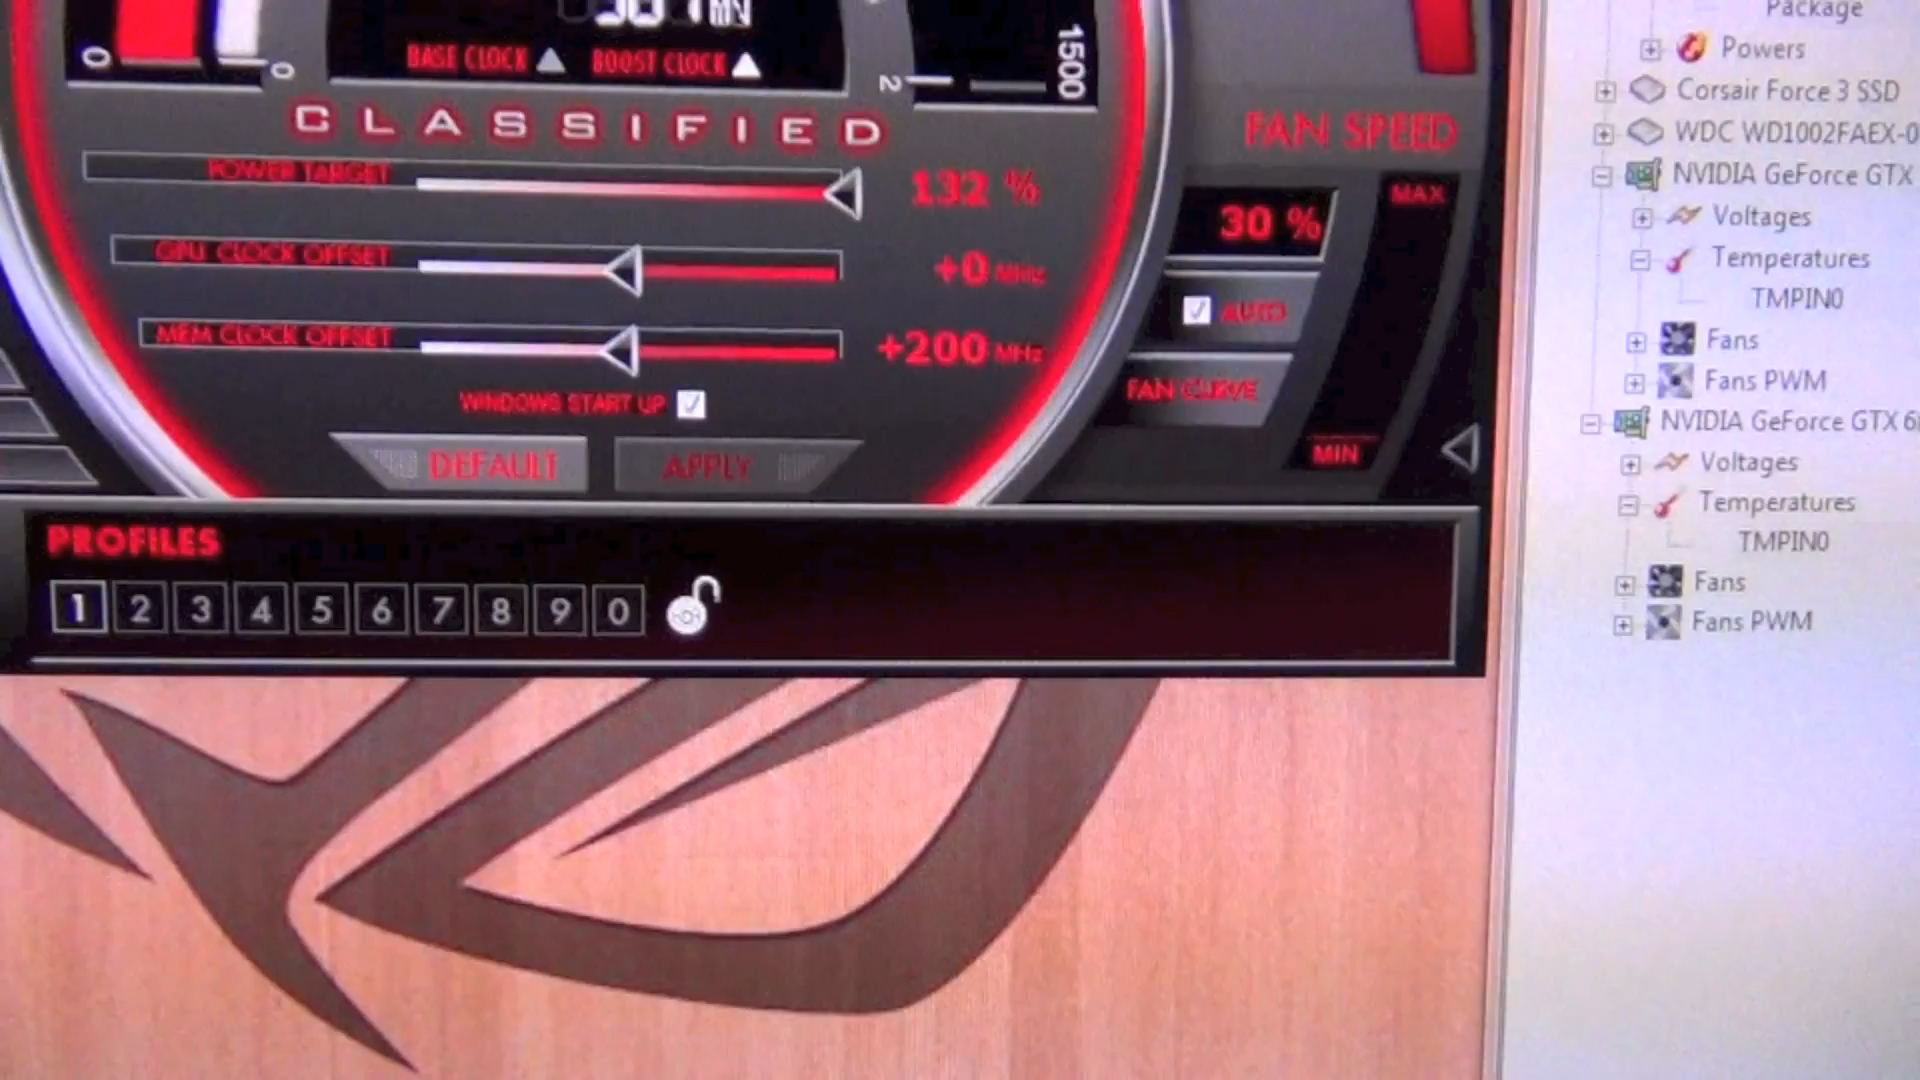 0
0
BASE CLOCK
BOOST CLOCK
2
1500
CLASSIFIED
POWER TARGET
132 %
GPU CLOCK OFFSET
+0 MHz
MEM CLOCK OFFSET
+200 MHz
WINDOWS START UP
DEFAULT
APPLY
FAN SPEED
MAX
30 %
AUTO
FAN CURVE
MIN
PROFILES
1 2 3 4 5 6 7 8 9 0
Package
Powers
Corsair Force 3 SSD
WDC WD1002FAEX-0
NVIDIA GeForce GTX
Voltages
Temperatures
TMPIN0
Fans
Fans PWM
NVIDIA GeForce GTX 6
Voltages
Temperatures
TMPIN0
Fans
Fans PWM